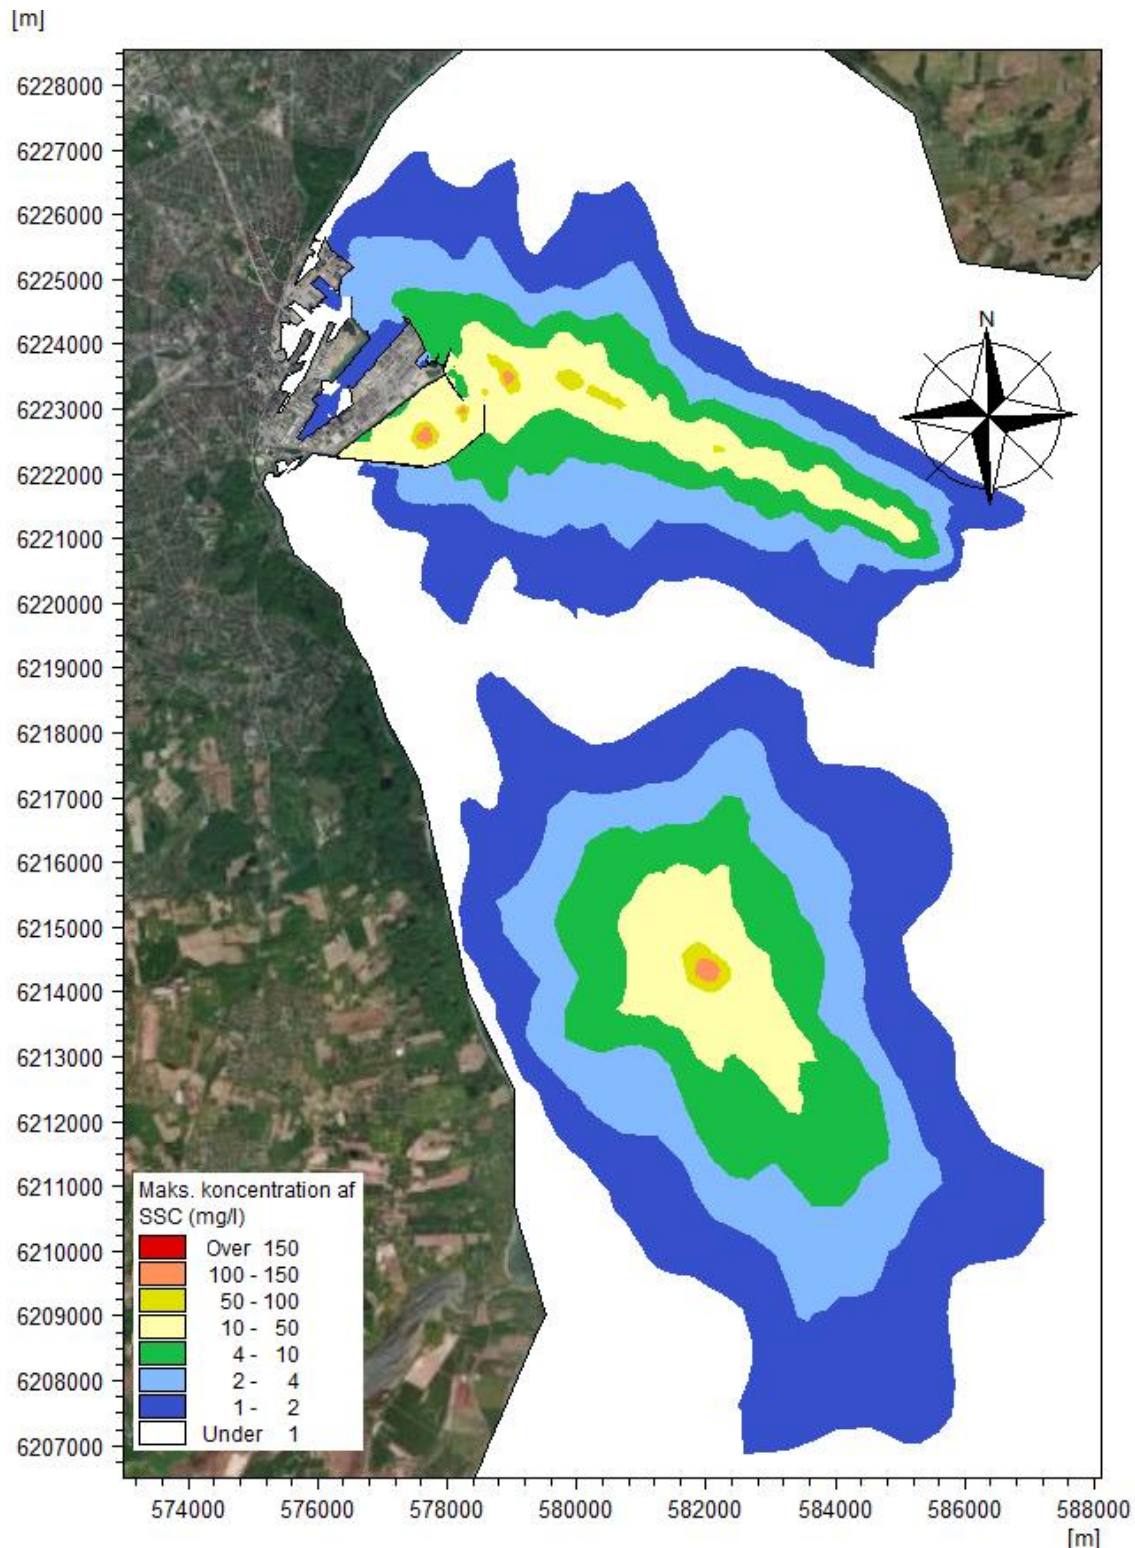 [m]
6228000
6227000
6226000
6225000
6224000
6223000
6222000
6221000
6220000
6219000
6218000
6217000
6216000
6215000
6214000
6213000
6212000
6211000
6210000
6209000
6208000
6207000
N
Maks. koncentration af
SSC (mg/l)
Over 150
100 - 150
50 - 100
10 - 50
4 - 10
2 - 4
1 - 2
Under 1
574000 576000 578000 580000 582000 584000 586000 588000
[m]